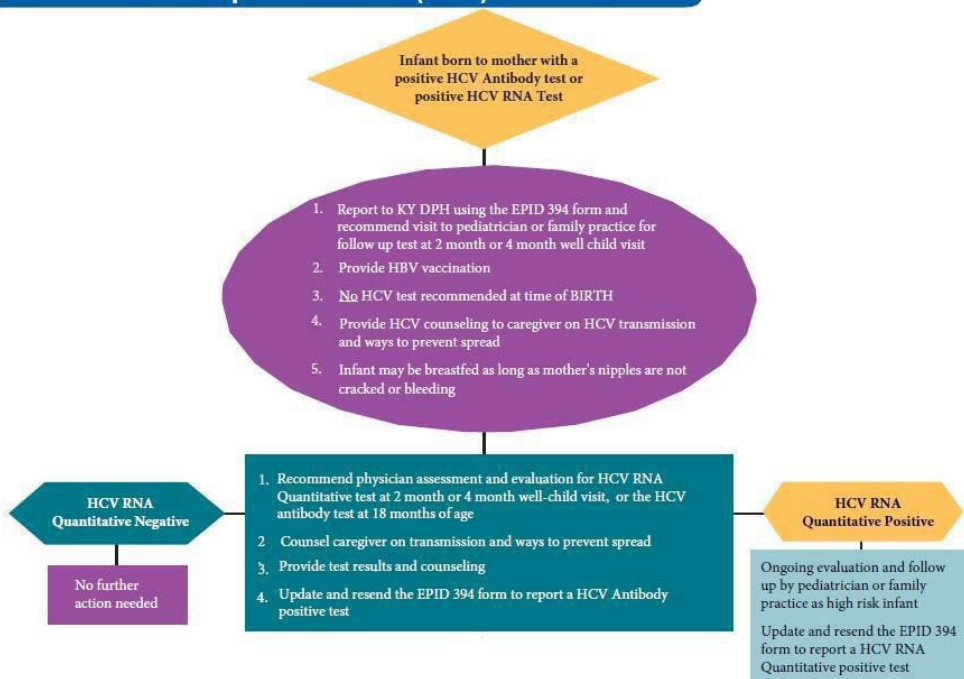 Infant born to mother with a
positive HCV Antibody test or
positive HCV RNA Test
1. Report to KY DPH using the EPID 394 form and
recommend visit to pediatrician or family practice for
follow up test at 2 month or 4 month well child visit
2. Provide HBV vaccination
3. No HCV test recommended at time of BIRTH
4. Provide HCV counseling to caregiver on HCV transmission
and ways to prevent spread
5. Infant may be breastfed as long as mother's nipples are not
cracked or bleeding
HCV RNA
Quantitative Negative
No further
action needed
1. Recommend physician assessment and evaluation for HCV RNA
Quantitative test at 2 month or 4 month well-child visit, or the HCV
antibody test at 18 months of age
2 Counsel caregiver on transmission and ways to prevent spread
3. Provide test results and counseling
4. Update and resend the EPID 394 form to report a HCV Antibody
positive test
HCV RNA
Quantitative Positive
Ongoing evaluation and follow
up by pediatrician or family
practice as high risk infant
Update and resend the EPID 394
form to report a HCV RNA
Quantitative positive test